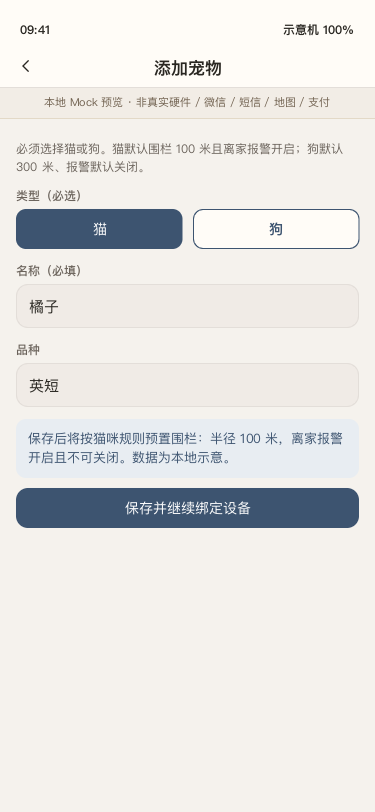 09:41
示意机 100%
添加宠物
本地 Mock 预览 · 非真实硬件 / 微信 / 短信 / 地图 / 支付
必须选择猫或狗。猫默认围栏 100 米且离家报警开启；狗默认
300 米、报警默认关闭。
类型（必选）
猫
狗
名称（必填）
橘子
品种
英短
保存后将按猫咪规则预置围栏：半径 100 米，离家报警
开启且不可关闭。数据为本地示意。
保存并继续绑定设备